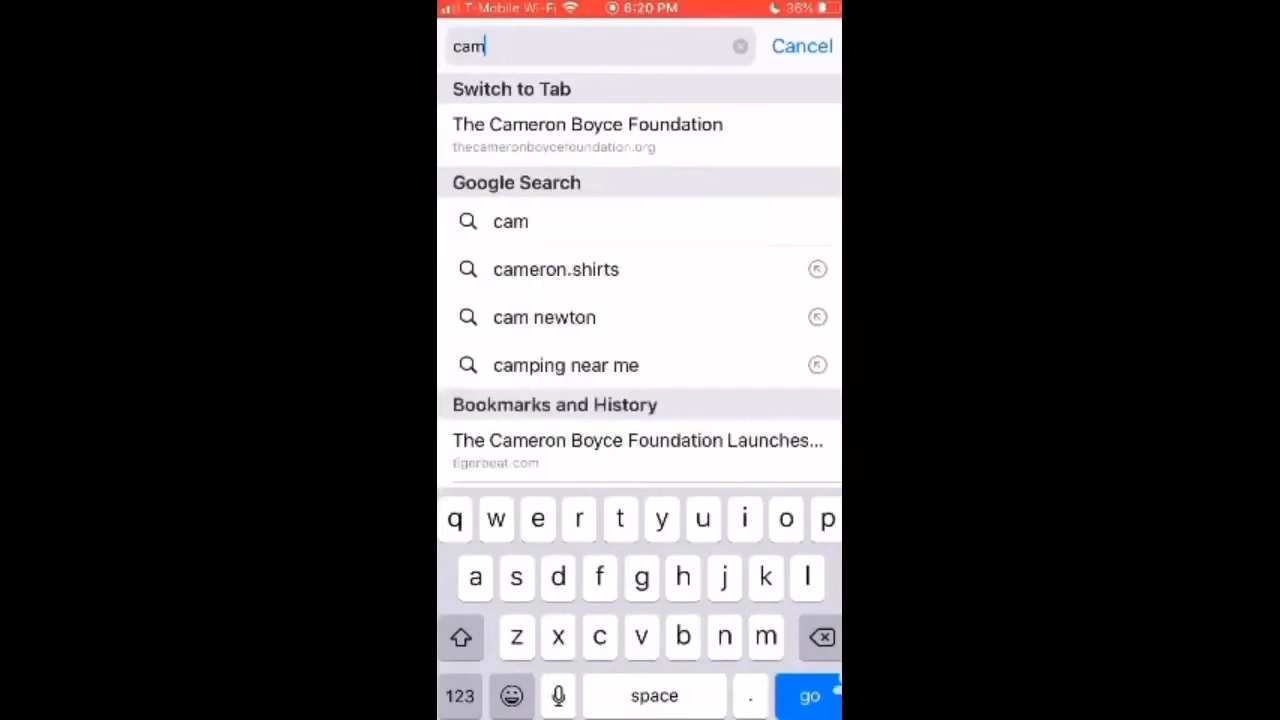 T-Mobile Wi-Fi 6:20 PM 36%
cam Cancel
Switch to Tab
The Cameron Boyce Foundation
thecameronboycefoundation.org
Google Search
cam
cameron.shirts
cam newton
camping near me
Bookmarks and History
The Cameron Boyce Foundation Launches...
tigerbeat.com
q w e r t y u i o p
a s d f g h j k l
z x c v b n m
123 space . go